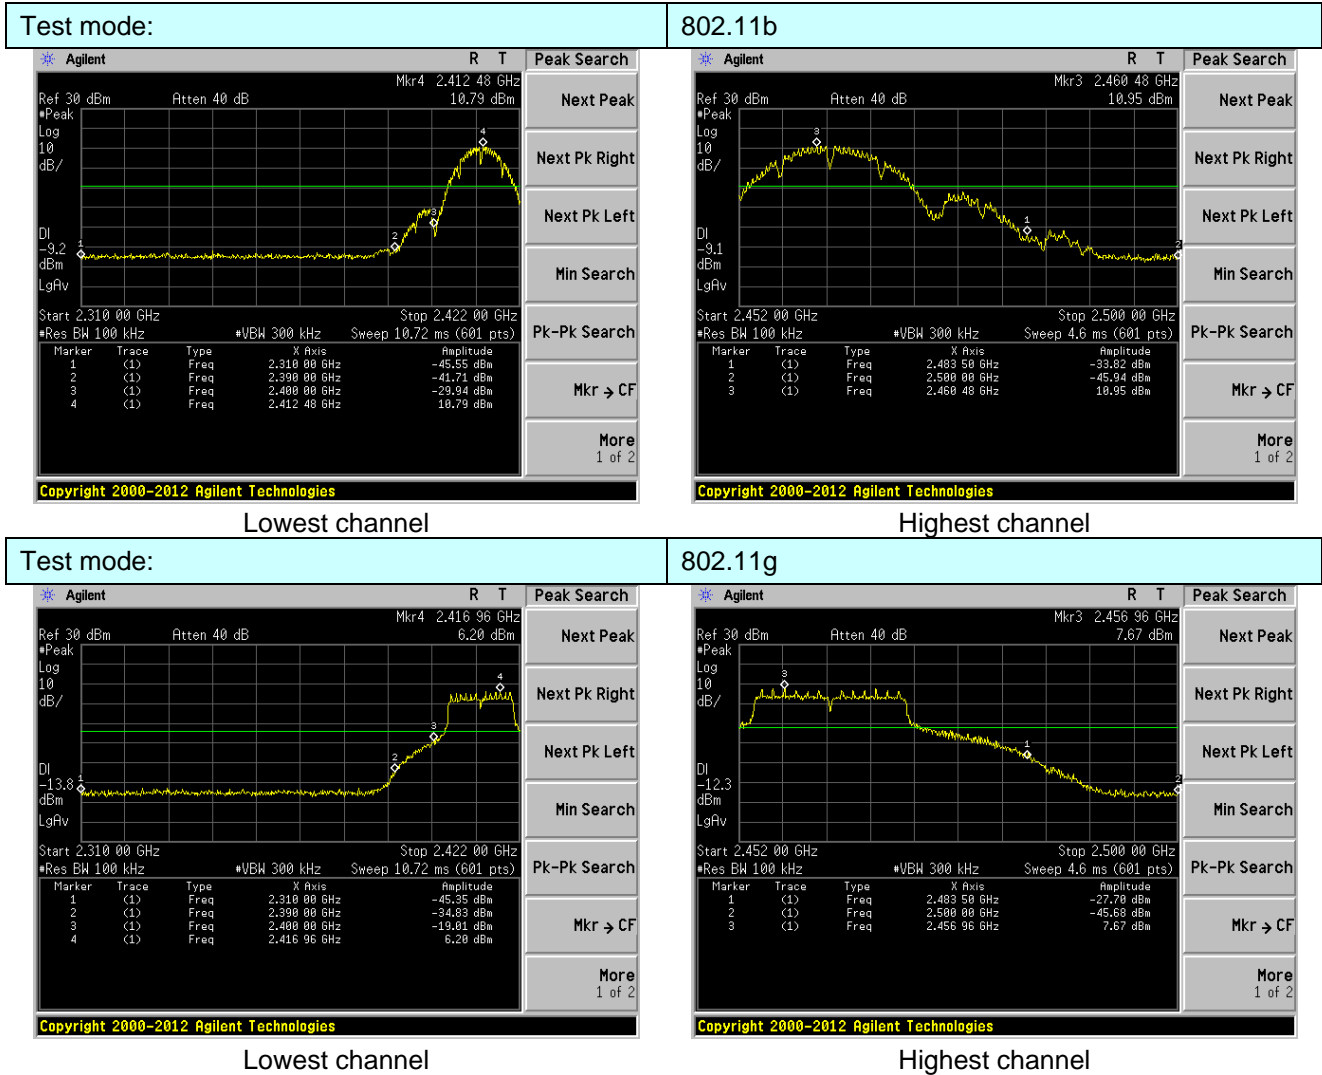 Test mode: 802.11b
Agilent R T Peak Search
Mkr4 2.412 48 GHz
Ref 30 dBm Atten 40 dB 10.79 dBm
#Peak
Log
10
dB/
DI
-9.2
dBm
LgAv
1
2
3
4
Start 2.310 00 GHz Stop 2.422 00 GHz
#Res BW 100 kHz #VBW 300 kHz Sweep 10.72 ms (601 pts)
Marker Trace Type X Axis Amplitude
1 (1) Freq 2.310 00 GHz -45.55 dBm
2 (1) Freq 2.390 00 GHz -41.71 dBm
3 (1) Freq 2.400 00 GHz -29.94 dBm
4 (1) Freq 2.412 48 GHz 10.79 dBm
Next Peak
Next Pk Right
Next Pk Left
Min Search
Pk-Pk Search
Mkr → CF
More
1 of 2
Copyright 2000-2012 Agilent Technologies
Lowest channel
Agilent R T Peak Search
Mkr3 2.460 48 GHz
Ref 30 dBm Atten 40 dB 10.95 dBm
#Peak
Log
10
dB/
DI
-9.1
dBm
LgAv
3
1
2
Start 2.452 00 GHz Stop 2.500 00 GHz
#Res BW 100 kHz #VBW 300 kHz Sweep 4.6 ms (601 pts)
Marker Trace Type X Axis Amplitude
1 (1) Freq 2.483 50 GHz -33.82 dBm
2 (1) Freq 2.500 00 GHz -45.94 dBm
3 (1) Freq 2.460 48 GHz 10.95 dBm
Next Peak
Next Pk Right
Next Pk Left
Min Search
Pk-Pk Search
Mkr → CF
More
1 of 2
Copyright 2000-2012 Agilent Technologies
Highest channel
Test mode: 802.11g
Agilent R T Peak Search
Mkr4 2.416 96 GHz
Ref 30 dBm Atten 40 dB 6.20 dBm
#Peak
Log
10
dB/
DI
-13.8
dBm
LgAv
1
2
3
4
Start 2.310 00 GHz Stop 2.422 00 GHz
#Res BW 100 kHz #VBW 300 kHz Sweep 10.72 ms (601 pts)
Marker Trace Type X Axis Amplitude
1 (1) Freq 2.310 00 GHz -45.35 dBm
2 (1) Freq 2.390 00 GHz -34.83 dBm
3 (1) Freq 2.400 00 GHz -19.01 dBm
4 (1) Freq 2.416 96 GHz 6.20 dBm
Next Peak
Next Pk Right
Next Pk Left
Min Search
Pk-Pk Search
Mkr → CF
More
1 of 2
Copyright 2000-2012 Agilent Technologies
Lowest channel
Agilent R T Peak Search
Mkr3 2.456 96 GHz
Ref 30 dBm Atten 40 dB 7.67 dBm
#Peak
Log
10
dB/
DI
-12.3
dBm
LgAv
3
1
2
Start 2.452 00 GHz Stop 2.500 00 GHz
#Res BW 100 kHz #VBW 300 kHz Sweep 4.6 ms (601 pts)
Marker Trace Type X Axis Amplitude
1 (1) Freq 2.483 50 GHz -27.70 dBm
2 (1) Freq 2.500 00 GHz -45.68 dBm
3 (1) Freq 2.456 96 GHz 7.67 dBm
Next Peak
Next Pk Right
Next Pk Left
Min Search
Pk-Pk Search
Mkr → CF
More
1 of 2
Copyright 2000-2012 Agilent Technologies
Highest channel